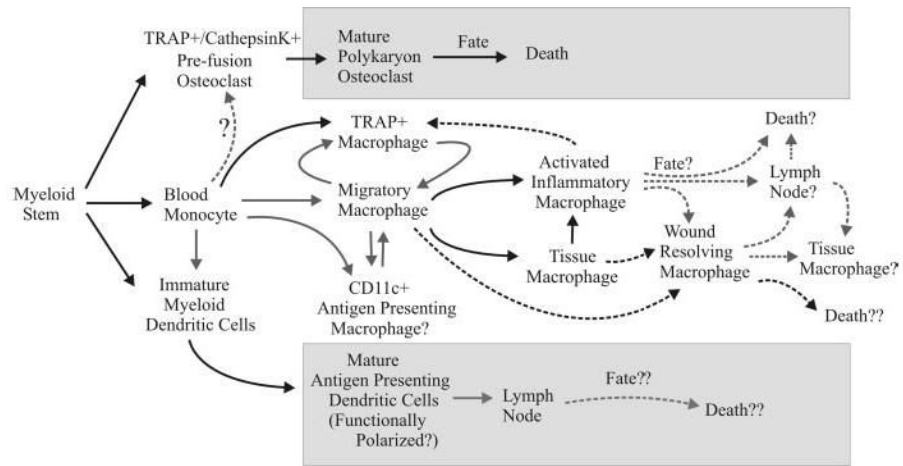 TRAP+/CathepsinK+
Pre-fusion
Osteoclast
Mature
Polykaryon
Osteoclast
Fate
Death
?
TRAP+
Macrophage
Myeloid
Stem
Blood
Monocyte
Migratory
Macrophage
Activated
Inflammatory
Macrophage
Fate?
Death?
Lymph
Node?
Tissue
Macrophage
Wound
Resolving
Macrophage
Tissue
Macrophage?
Death??
Immature
Myeloid
Dendritic Cells
CD11c+
Antigen Presenting
Macrophage?
Mature
Antigen Presenting
Dendritic Cells
(Functionally
Polarized?)
Lymph
Node
Fate??
Death??